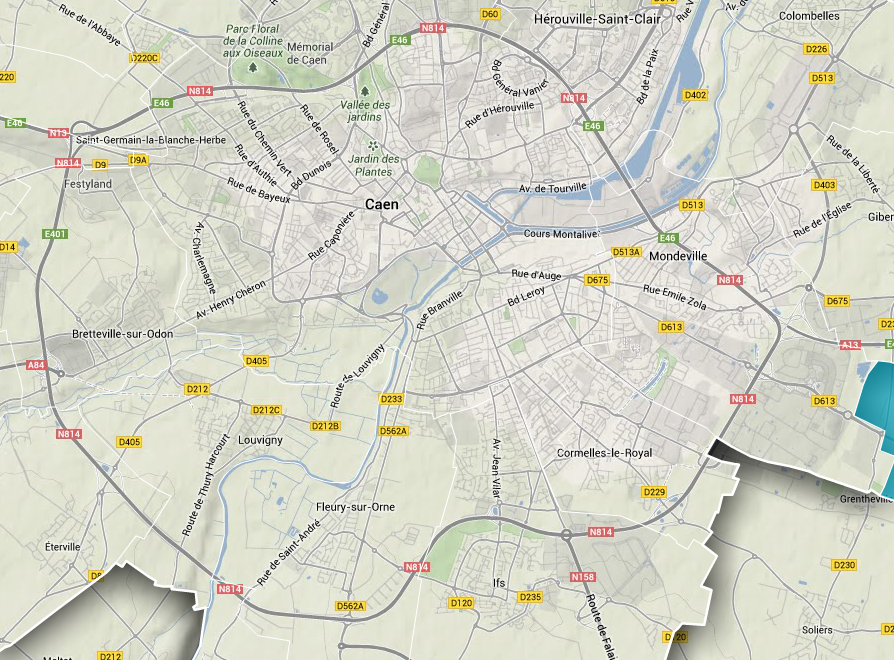 D60
Hérouville-Saint-Clair
Colombelles
Rue de l'Abbaye
Parc Floral
de la Colline
aux Oiseaux
Mémorial
de Caen
Bd Général
N814
E46
D220C
D226
D513
220
Bd Général Vanier
Bd de la Paix
D402
N814
E46
Vallée des
jardins
Rue d'Hérouville
N814
E46
E46
N13
Saint-Germain-la-Blanche-Herbe
Rue du Chemin Vert
Rue de Rosel
Rue d'Authie
Bd Dunois
Jardin des
Plantes
N814
D9
D9A
Rue de la Liberté
Festyland
Rue de Bayeux
Av. de Tourville
D403
Caen
D513
Rue de l'Église
Giber
Rue Caponière
Cours Montalivet
E401
E46
D14
Av. Charlemagne
D513A
Mondeville
Rue d'Auge
D675
N814
Av. Henry Chéron
Rue Branville
Bd Leroy
Rue Emile Zola
D675
Bretteville-sur-Odon
D613
A13
A84
D405
Route de Louvigny
D212
D233
N814
D613
D212C
D212B
D562A
N814
D405
Louvigny
Route de Thury Harcourt
Av. Jean Vilar
Cormelles-le-Royal
D229
Grentheville
Fleury-sur-Orne
Rue de Saint-André
N814
Éterville
N814
N158
D230
N814
Ifs
D562A
D120
D235
Route de Falai
Soliers
D212